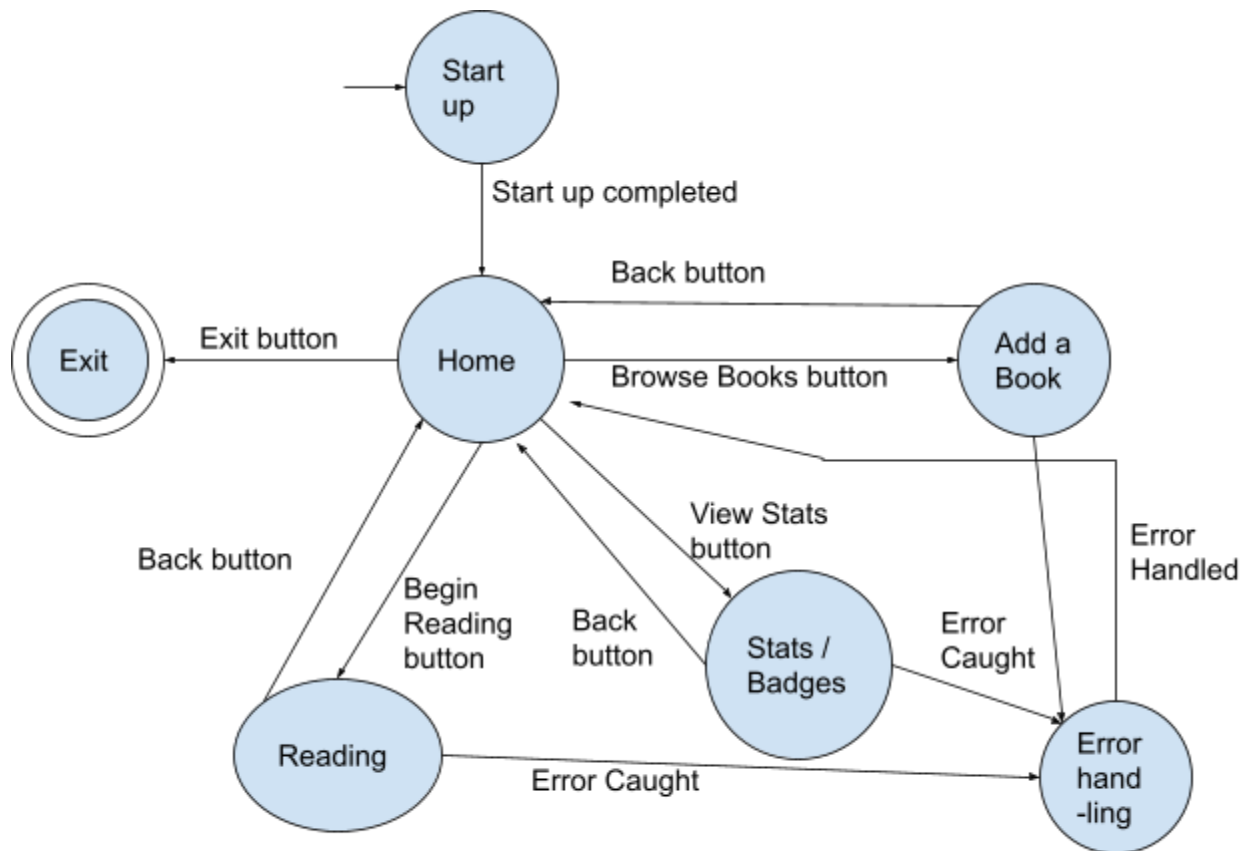 Start
up
Start up completed
Back button
Exit
Exit button
Home
Browse Books button
Add a
Book
View Stats
button
Error
Handled
Back button
Begin
Reading
button
Back
button
Stats /
Badges
Error
Caught
Reading
Error Caught
Error
hand
-ling